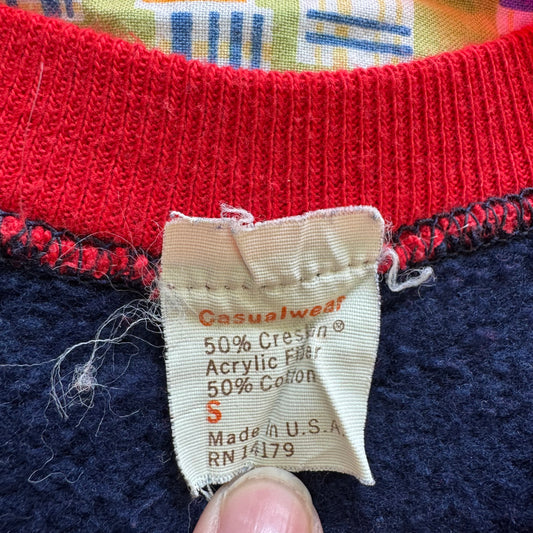 Casualwear
50% Creslan®
Acrylic Fiber
50% Cotton
S
Made in U.S.A.
RN 14179